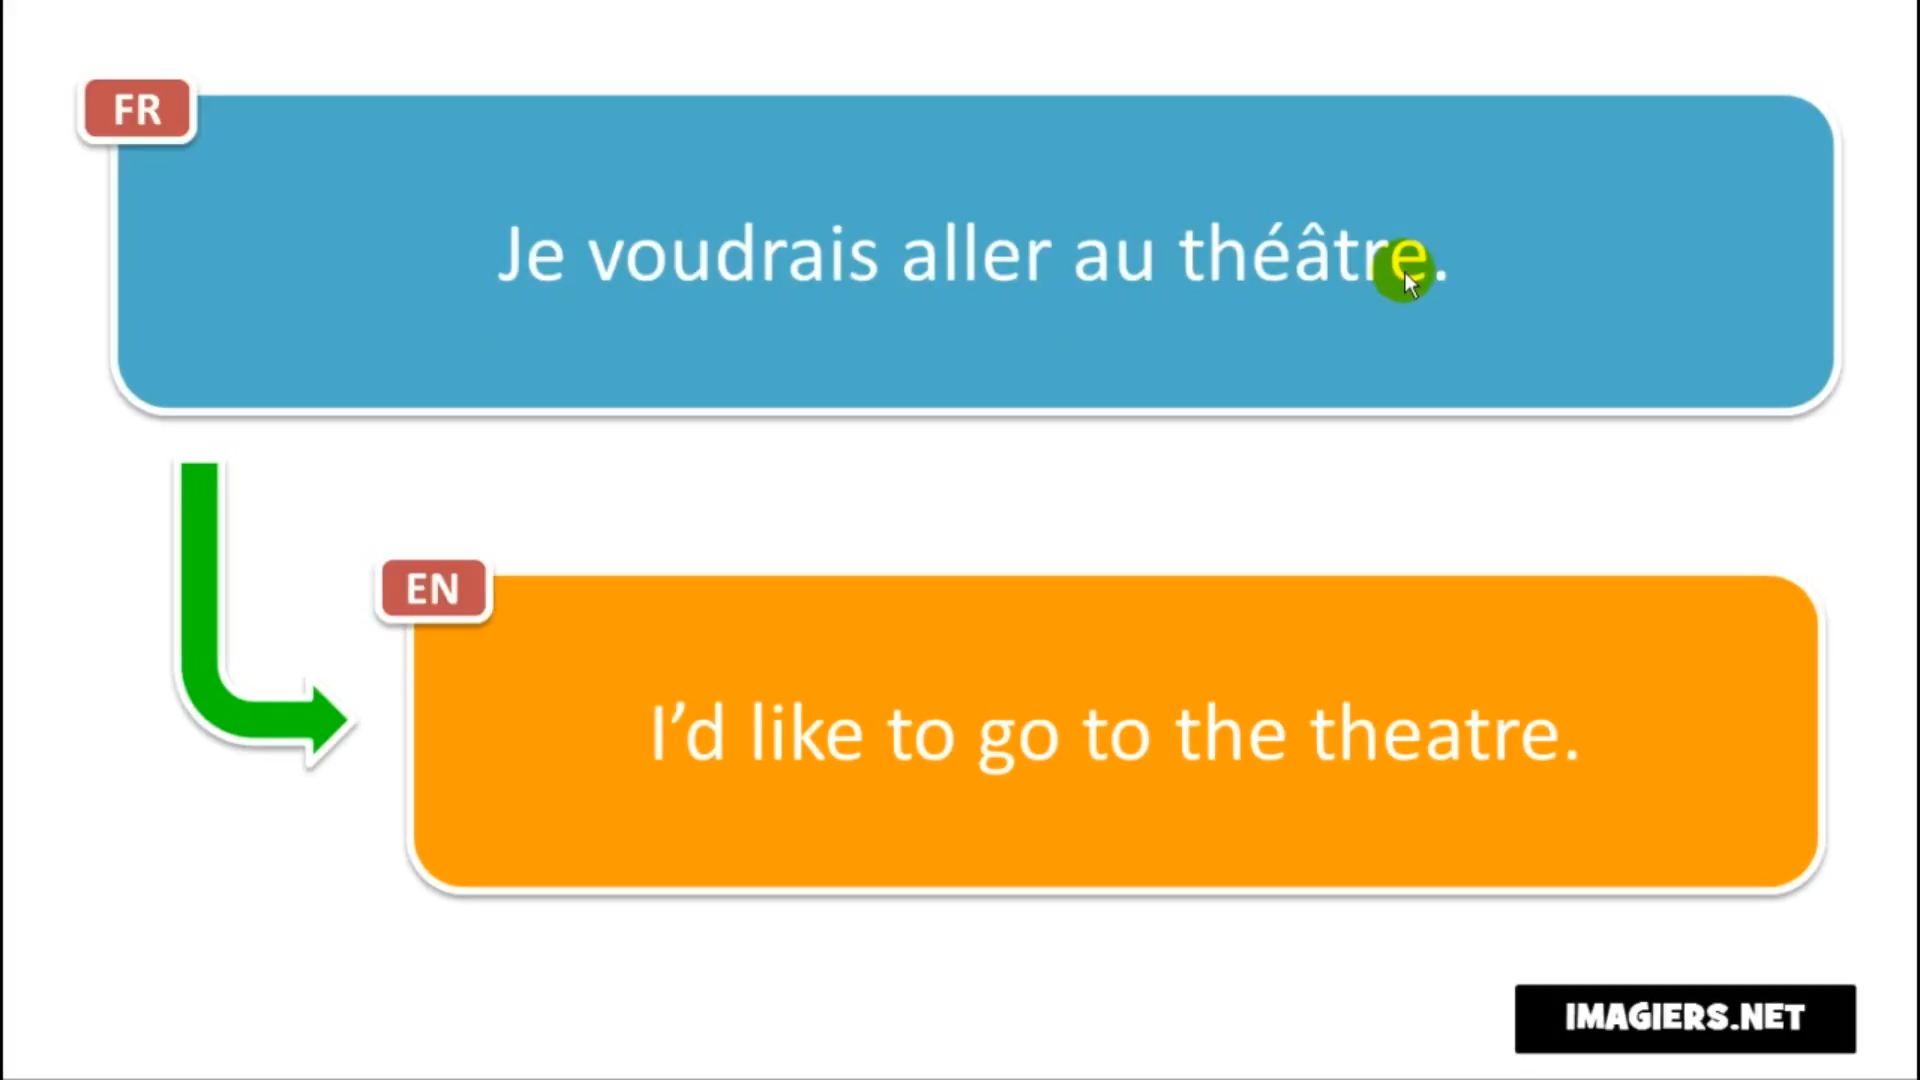 FR
Je voudrais aller au théâtre.
EN
I’d like to go to the theatre.
IMAGIERS.NET